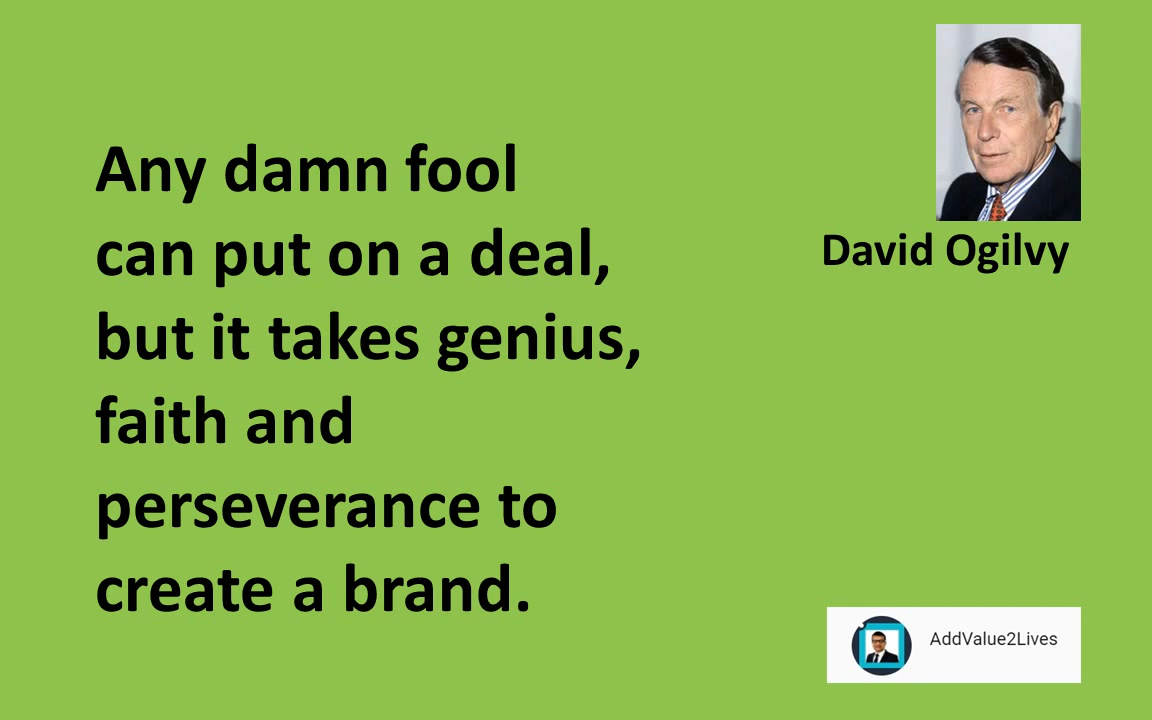 Any damn fool
can put on a deal,
but it takes genius,
faith and
perseverance to
create a brand.
David Ogilvy
AddValue2Lives